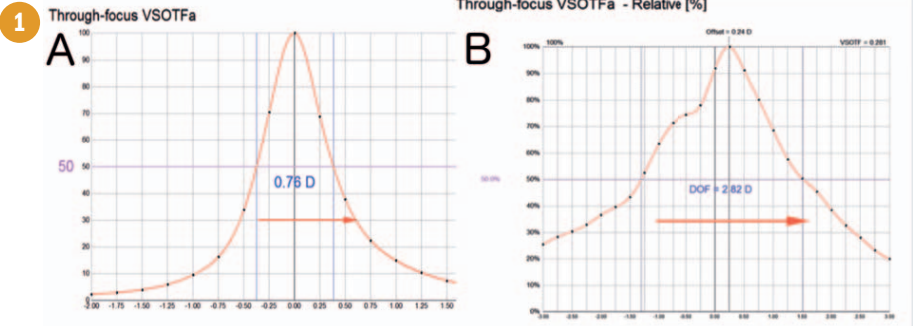 1
Through-focus VSOTFa
A
100
90
80
70
60
50
40
30
20
10
0
0.76 D
-2.00 -1.75 -1.50 -1.25 -1.00 -0.75 -0.50 -0.25 0.00 0.25 0.50 0.75 1.00 1.25 1.50
Through-focus VSOTFa - Relative [%]
B
Offset = 0.24 D
100%
VSOTF = 0.261
100%
90%
80%
70%
60%
50%
40%
30%
20%
10%
0%
50.0%
DOF = 2.82 D